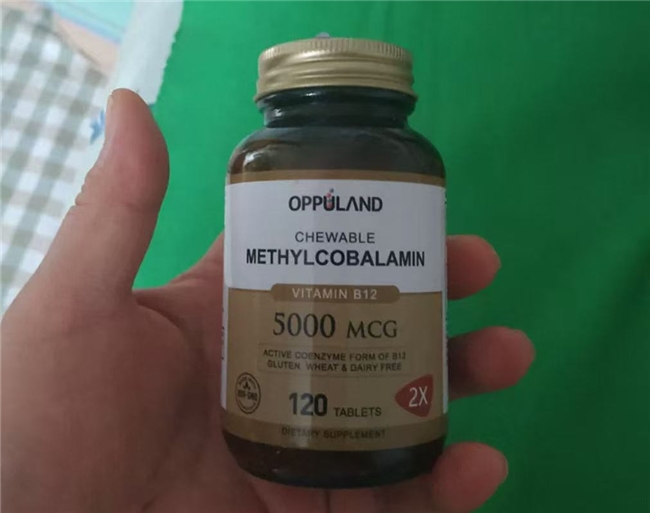 OPPULAND
CHEWABLE
METHYLCOBALAMIN
VITAMIN B12
5000 MCG
ACTIVE COENZYME FORM OF B12
GLUTEN, WHEAT & DAIRY FREE
120 TABLETS
2X
DIETARY SUPPLEMENT